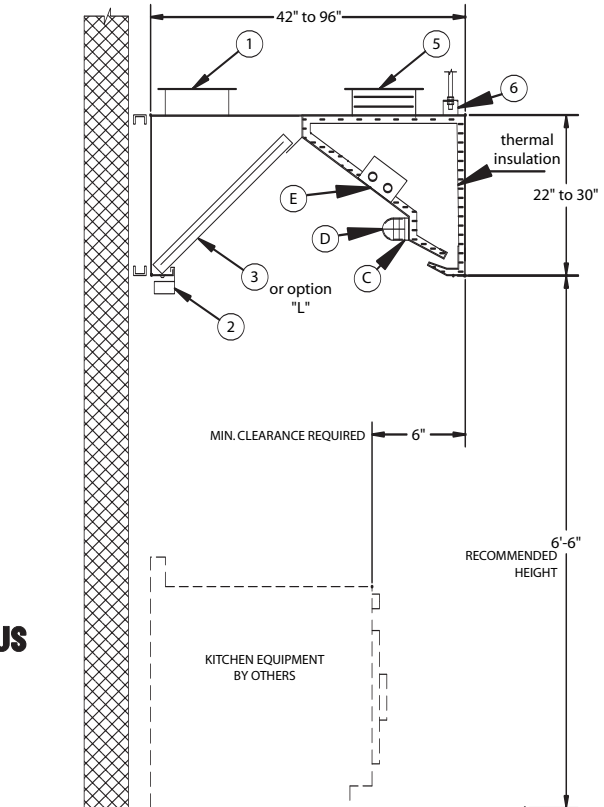 42" to 96"
1
5
6
thermal
insulation
22" to 30"
E
D
3
C
or option
"L"
2
MIN. CLEARANCE REQUIRED
6"
6'-6"
RECOMMENDED
HEIGHT
US
KITCHEN EQUIPMENT
BY OTHERS